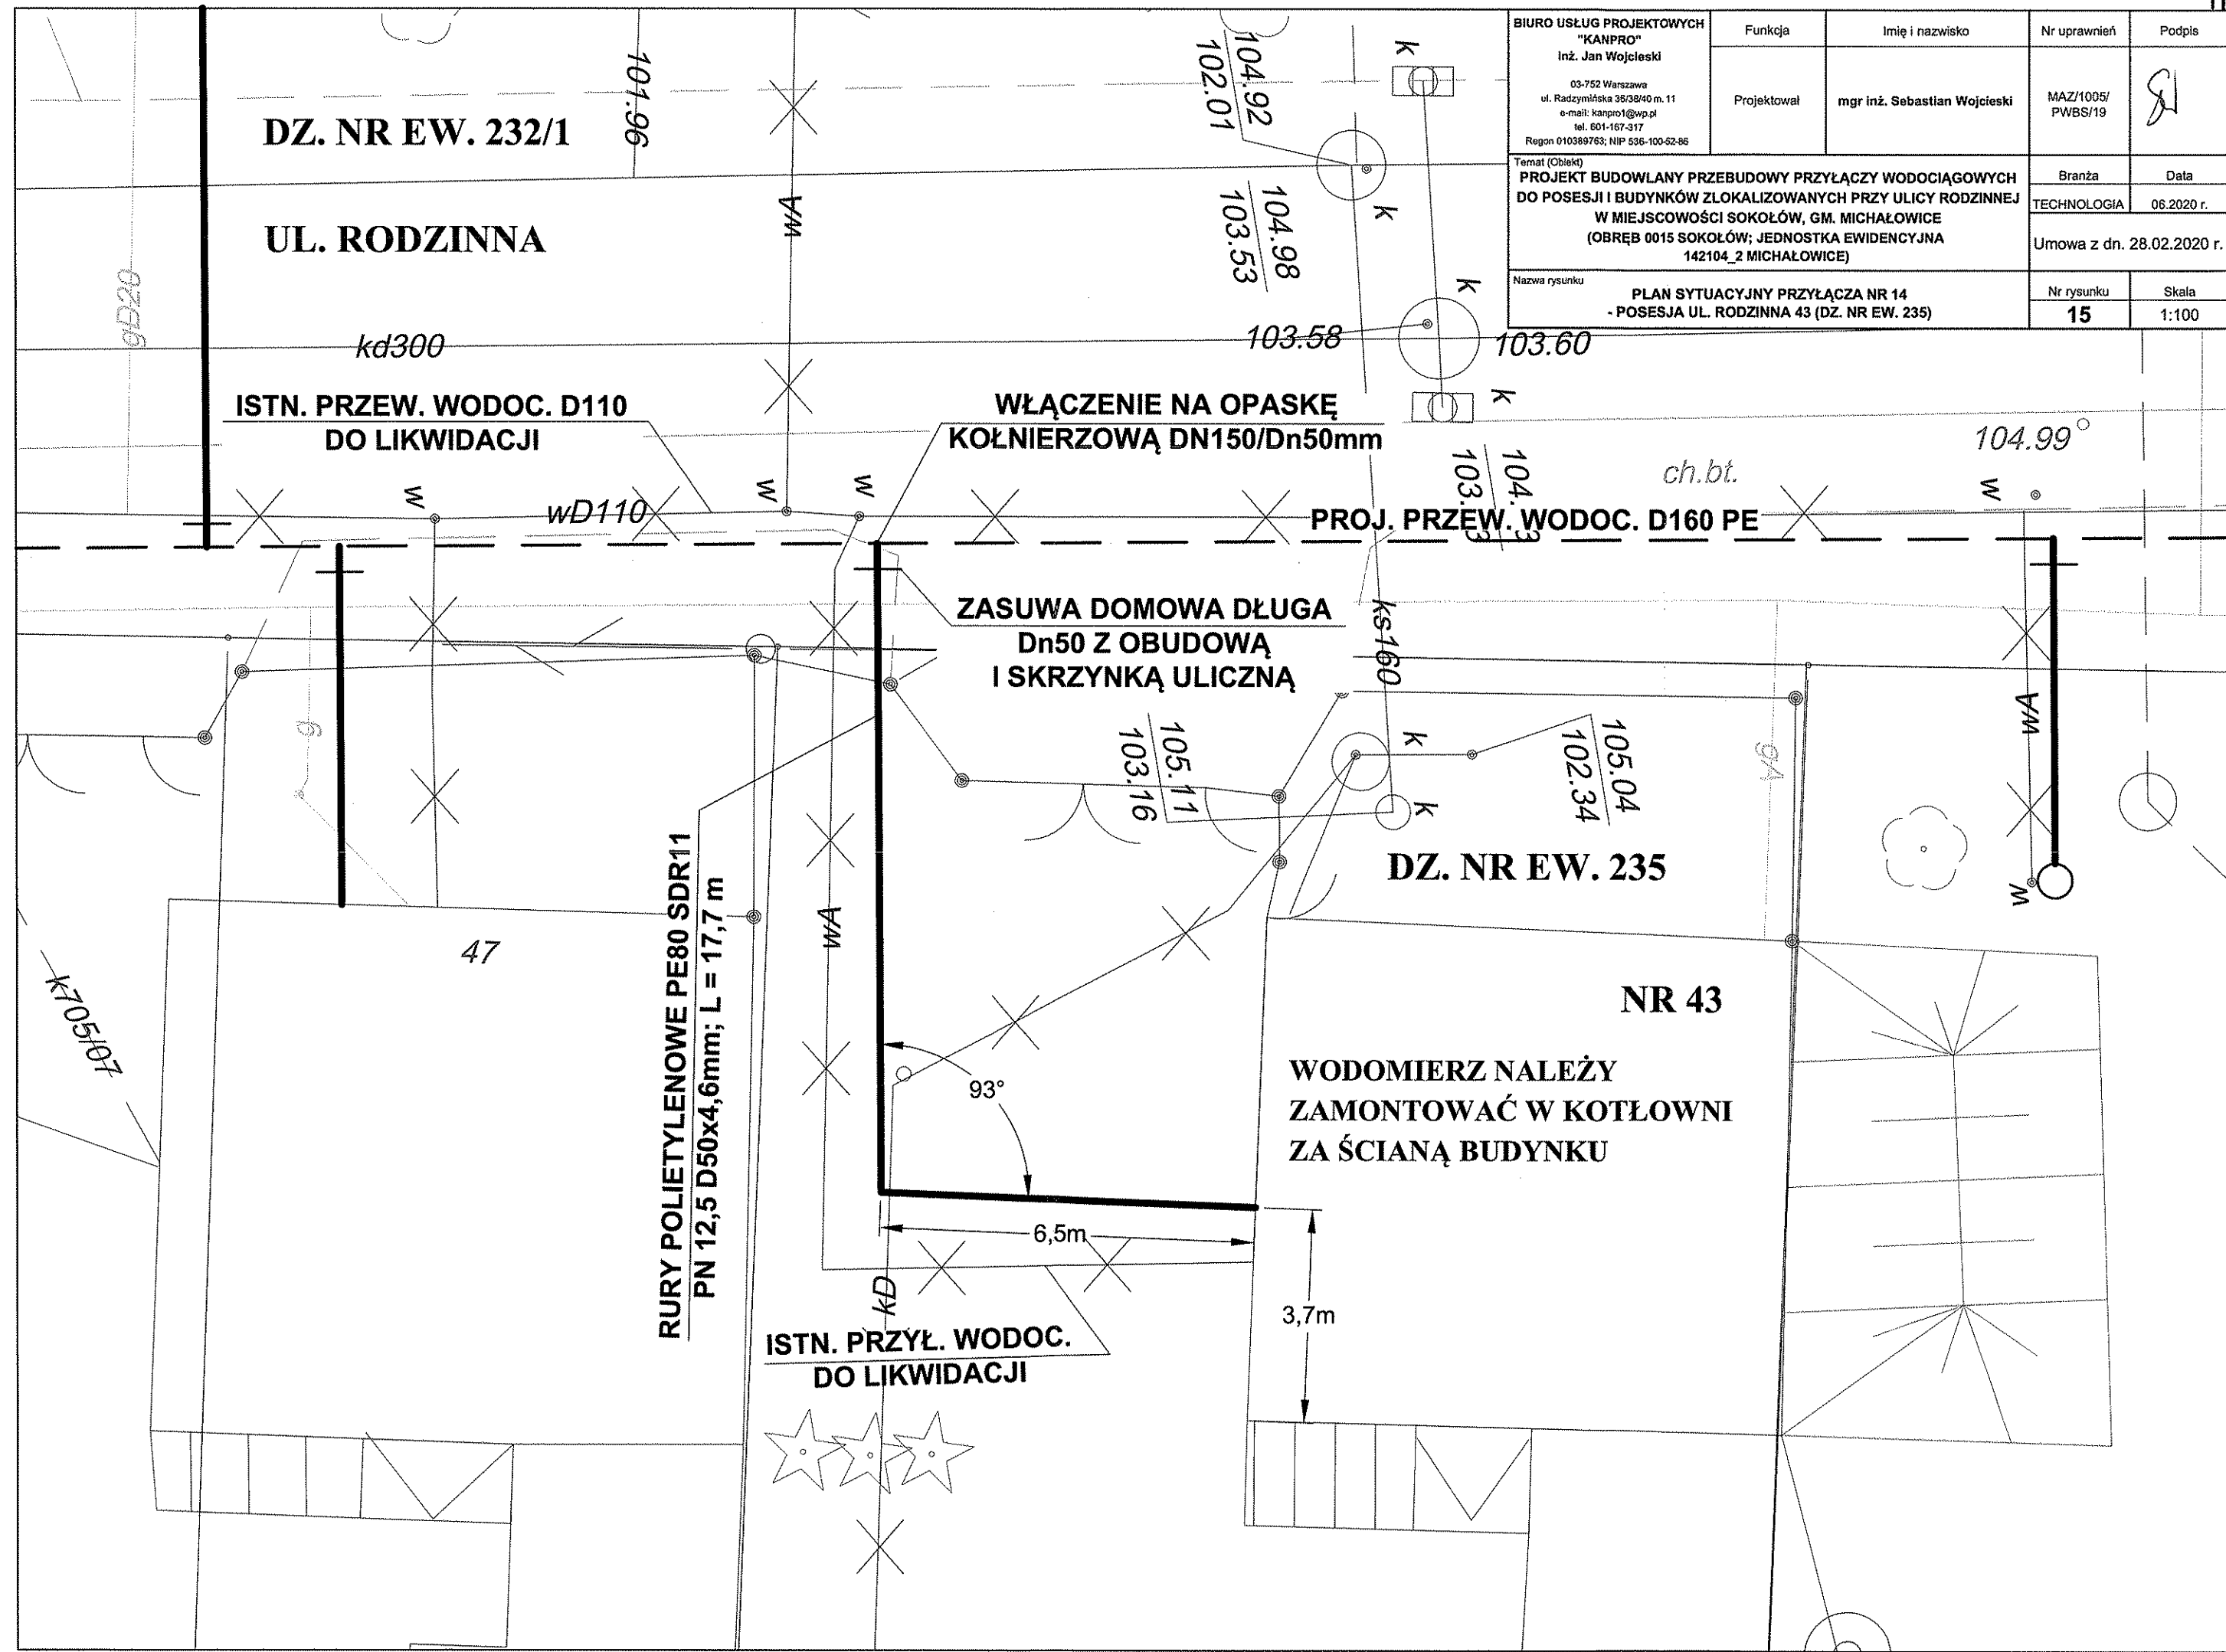 BIURO USŁUG PROJEKTOWYCH
"KANPRO"
Inż. Jan Wojcieski
03-752 Warszawa
ul. Radzymińska 36/38/40 m. 11
e-mail: kanpro1@wp.pl
tel. 601-167-317
Regon 010389763; NIP 536-100-52-86
Funkcja
Imię i nazwisko
Nr uprawnień
Podpis
Projektował
mgr inż. Sebastian Wojcieski
MAZ/1005/
PWBS/19
Temat (Obiekt)
PROJEKT BUDOWLANY PRZEBUDOWY PRZYŁĄCZY WODOCIĄGOWYCH
DO POSESJI I BUDYNKÓW ZLOKALIZOWANYCH PRZY ULICY RODZINNEJ
W MIEJSCOWOŚCI SOKOŁÓW, GM. MICHAŁOWICE
(OBRĘB 0015 SOKOŁÓW; JEDNOSTKA EWIDENCYJNA
142104_2 MICHAŁOWICE)
Branża
Data
TECHNOLOGIA
06.2020 r.
Umowa z dn. 28.02.2020 r.
Nazwa rysunku
PLAN SYTUACYJNY PRZYŁĄCZA NR 14
- POSESJA UL. RODZINNA 43 (DZ. NR EW. 235)
Nr rysunku
Skala
15
1:100
DZ. NR EW. 232/1
101.96
104.92
102.01
k
UL. RODZINNA
wA
104.98
103.53
k
k
gD20
kd300
103.58
103.60
k
ISTN. PRZEW. WODOC. D110
DO LIKWIDACJI
WŁĄCZENIE NA OPASKĘ
KOŁNIERZOWĄ DN150/Dn50mm
104.99
ch.bt.
w
wD110
w
w
w
PROJ. PRZEW. WODOC. D160 PE
ZASUWA DOMOWA DŁUGA
Dn50 Z OBUDOWĄ
I SKRZYNKĄ ULICZNĄ
ks160
g
105.11
103.16
k
k
105.04
102.34
gA
wA
w
DZ. NR EW. 235
RURY POLIETYLENOWE PE80 SDR11
PN 12,5 D50x4,6mm; L = 17,7 m
wA
47
k705/07
NR 43
93°
WODOMIERZ NALEŻY
ZAMONTOWAĆ W KOTŁOWNI
ZA ŚCIANĄ BUDYNKU
6,5m
3,7m
kD
ISTN. PRZYŁ. WODOC.
DO LIKWIDACJI